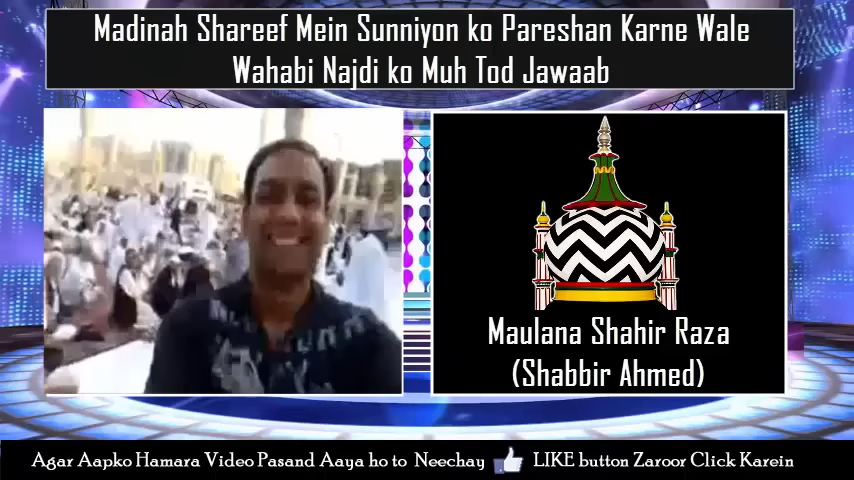 Madinah Shareef Mein Sunniyon ko Pareshan Karne Wale
Wahabi Najdi ko Muh Tod Jawaab
Maulana Shahir Raza
(Shabbir Ahmed)
Agar Aapko Hamara Video Pasand Aaya ho to Neechay LIKE button Zaroor Click Karein